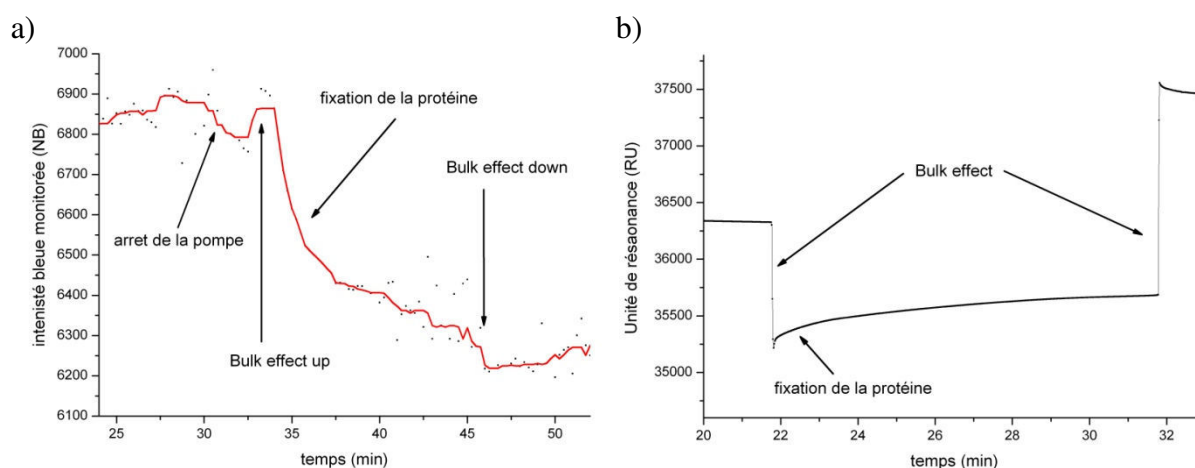 a)
intenisté bleue monitorée (NB)
7000
6900
6800
6700
6600
6500
6400
6300
6200
6100
fixation de la protéine
Bulk effect down
arret de la pompe
Bulk effect up
25 30 35 40 45 50
temps (min)
b)
Unité de résaonance (RU)
37500
37000
36500
36000
35500
35000
Bulk effect
fixation de la protéine
20 22 24 26 28 30 32
temps (min)